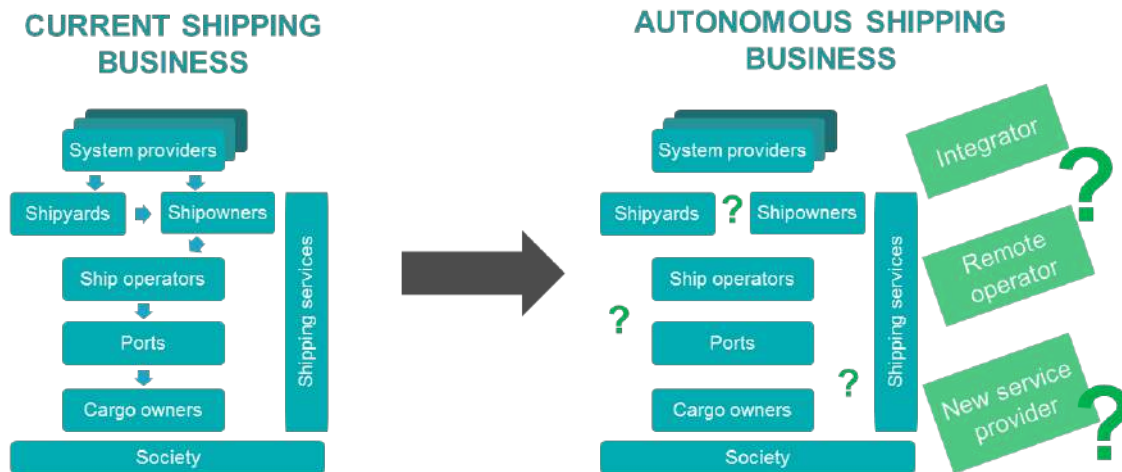 CURRENT SHIPPING
BUSINESS
System providers
Shipyards
Shipowners
Ship operators
Ports
Cargo owners
Shipping services
Society
AUTONOMOUS SHIPPING
BUSINESS
System providers
Shipyards
?
Shipowners
Ship operators
?
Ports
?
Cargo owners
Shipping services
Society
Integrator
?
Remote
operator
New service
provider
?